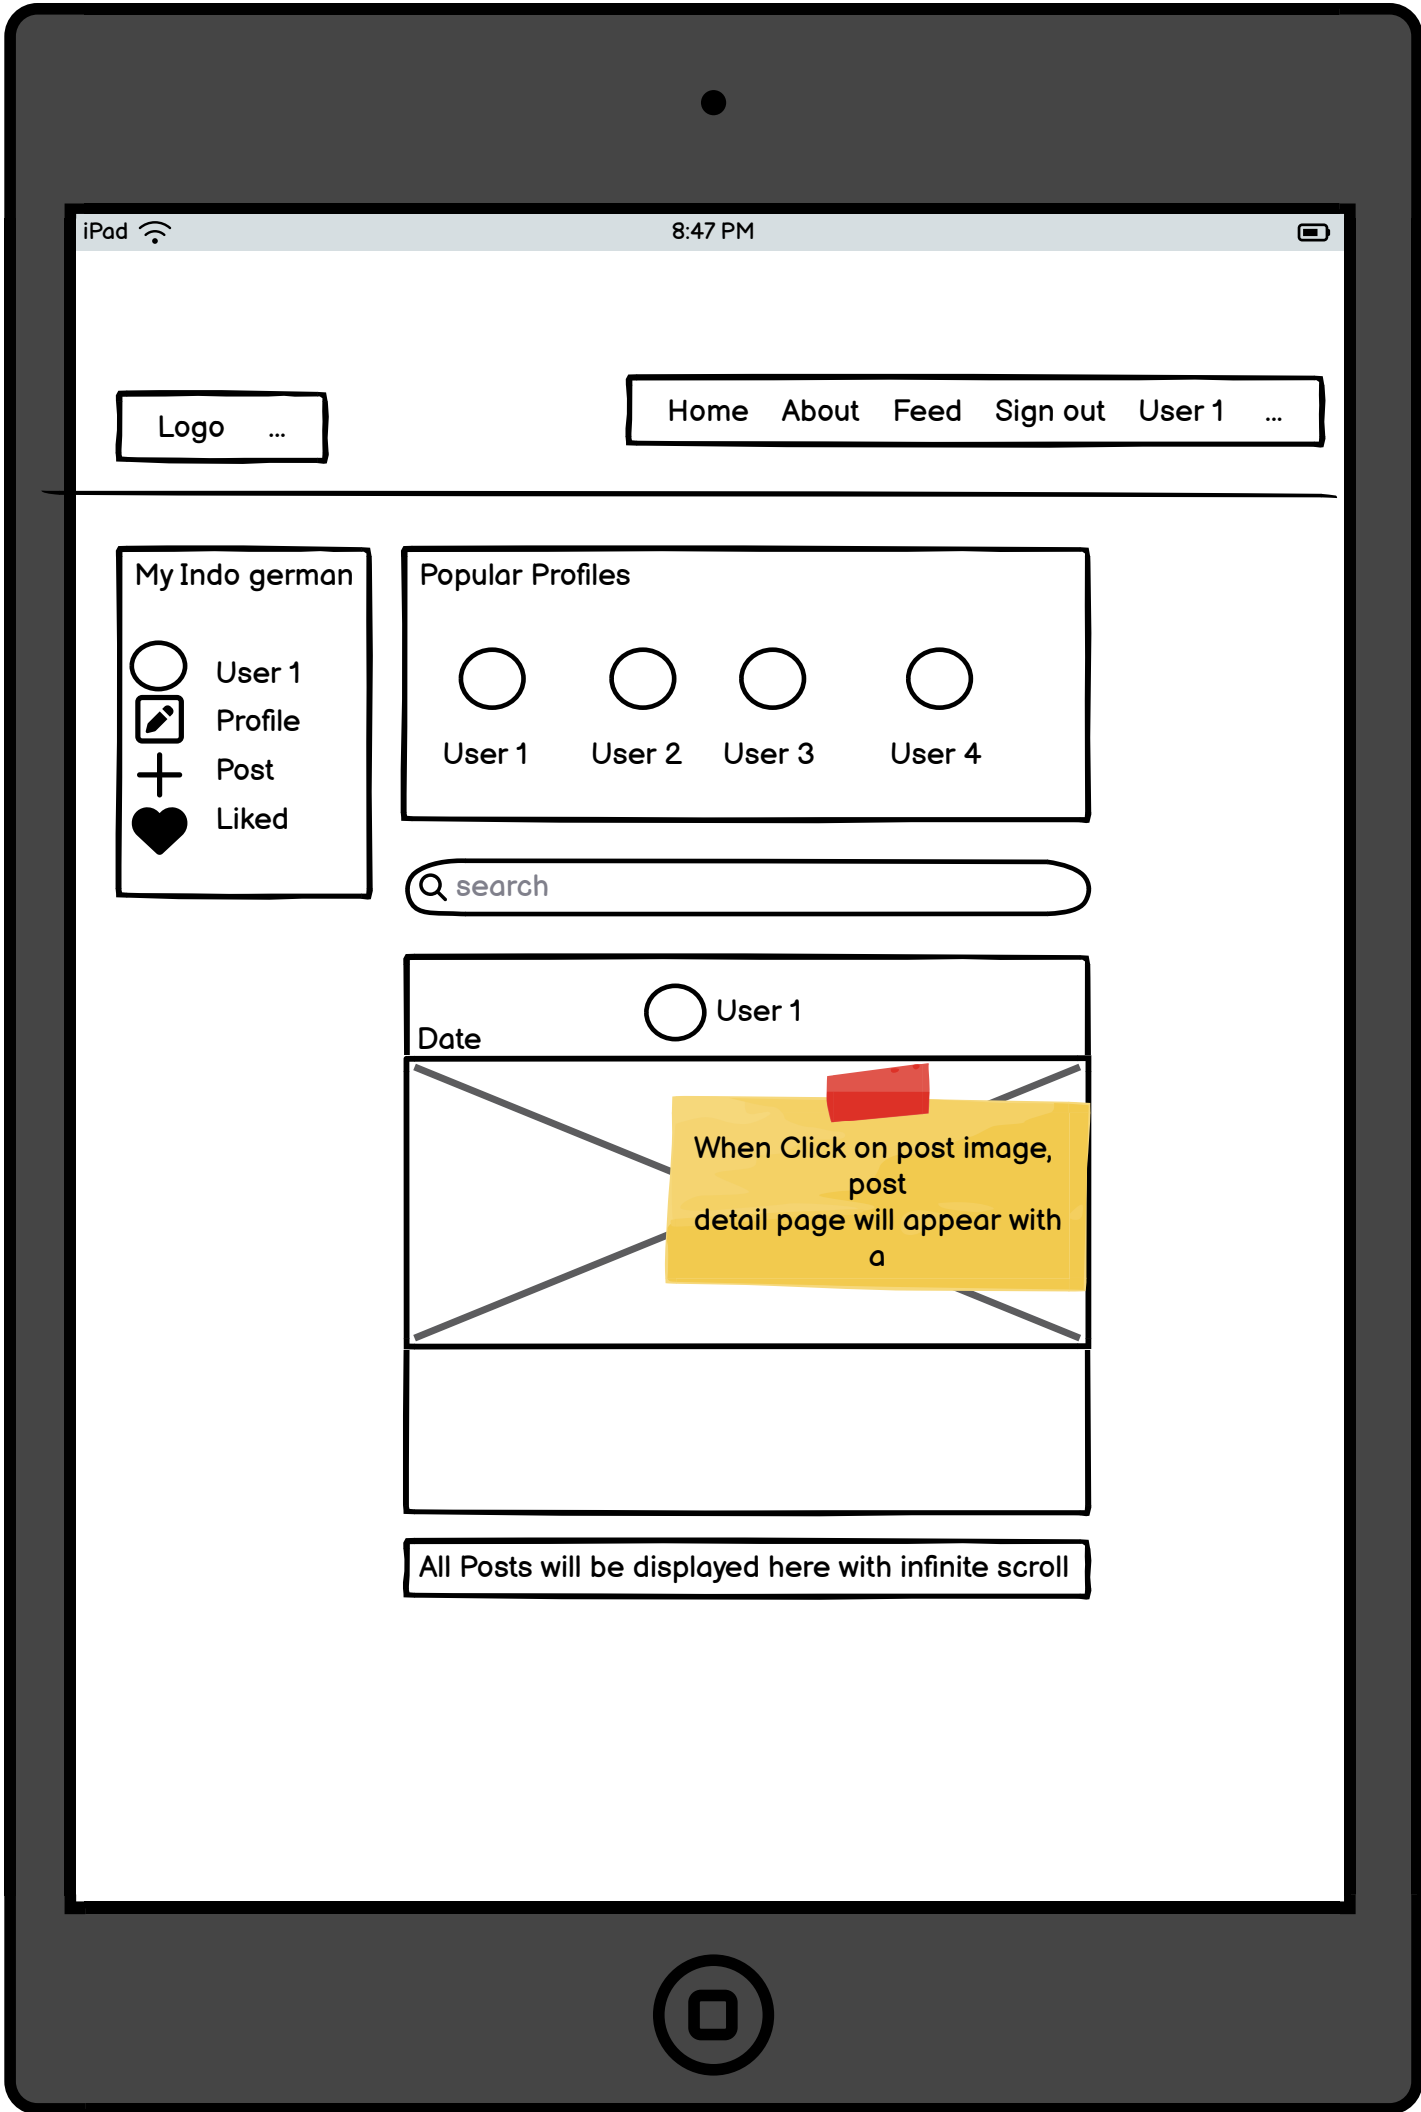 iPad 8:47 PM
Logo ...
Home About Feed Sign out User 1 ...
My Indo german
User 1
Profile
Post
Liked
Popular Profiles
User 1 User 2 User 3 User 4
search
User 1
Date
When Click on post image,
post
detail page will appear with
a
All Posts will be displayed here with infinite scroll